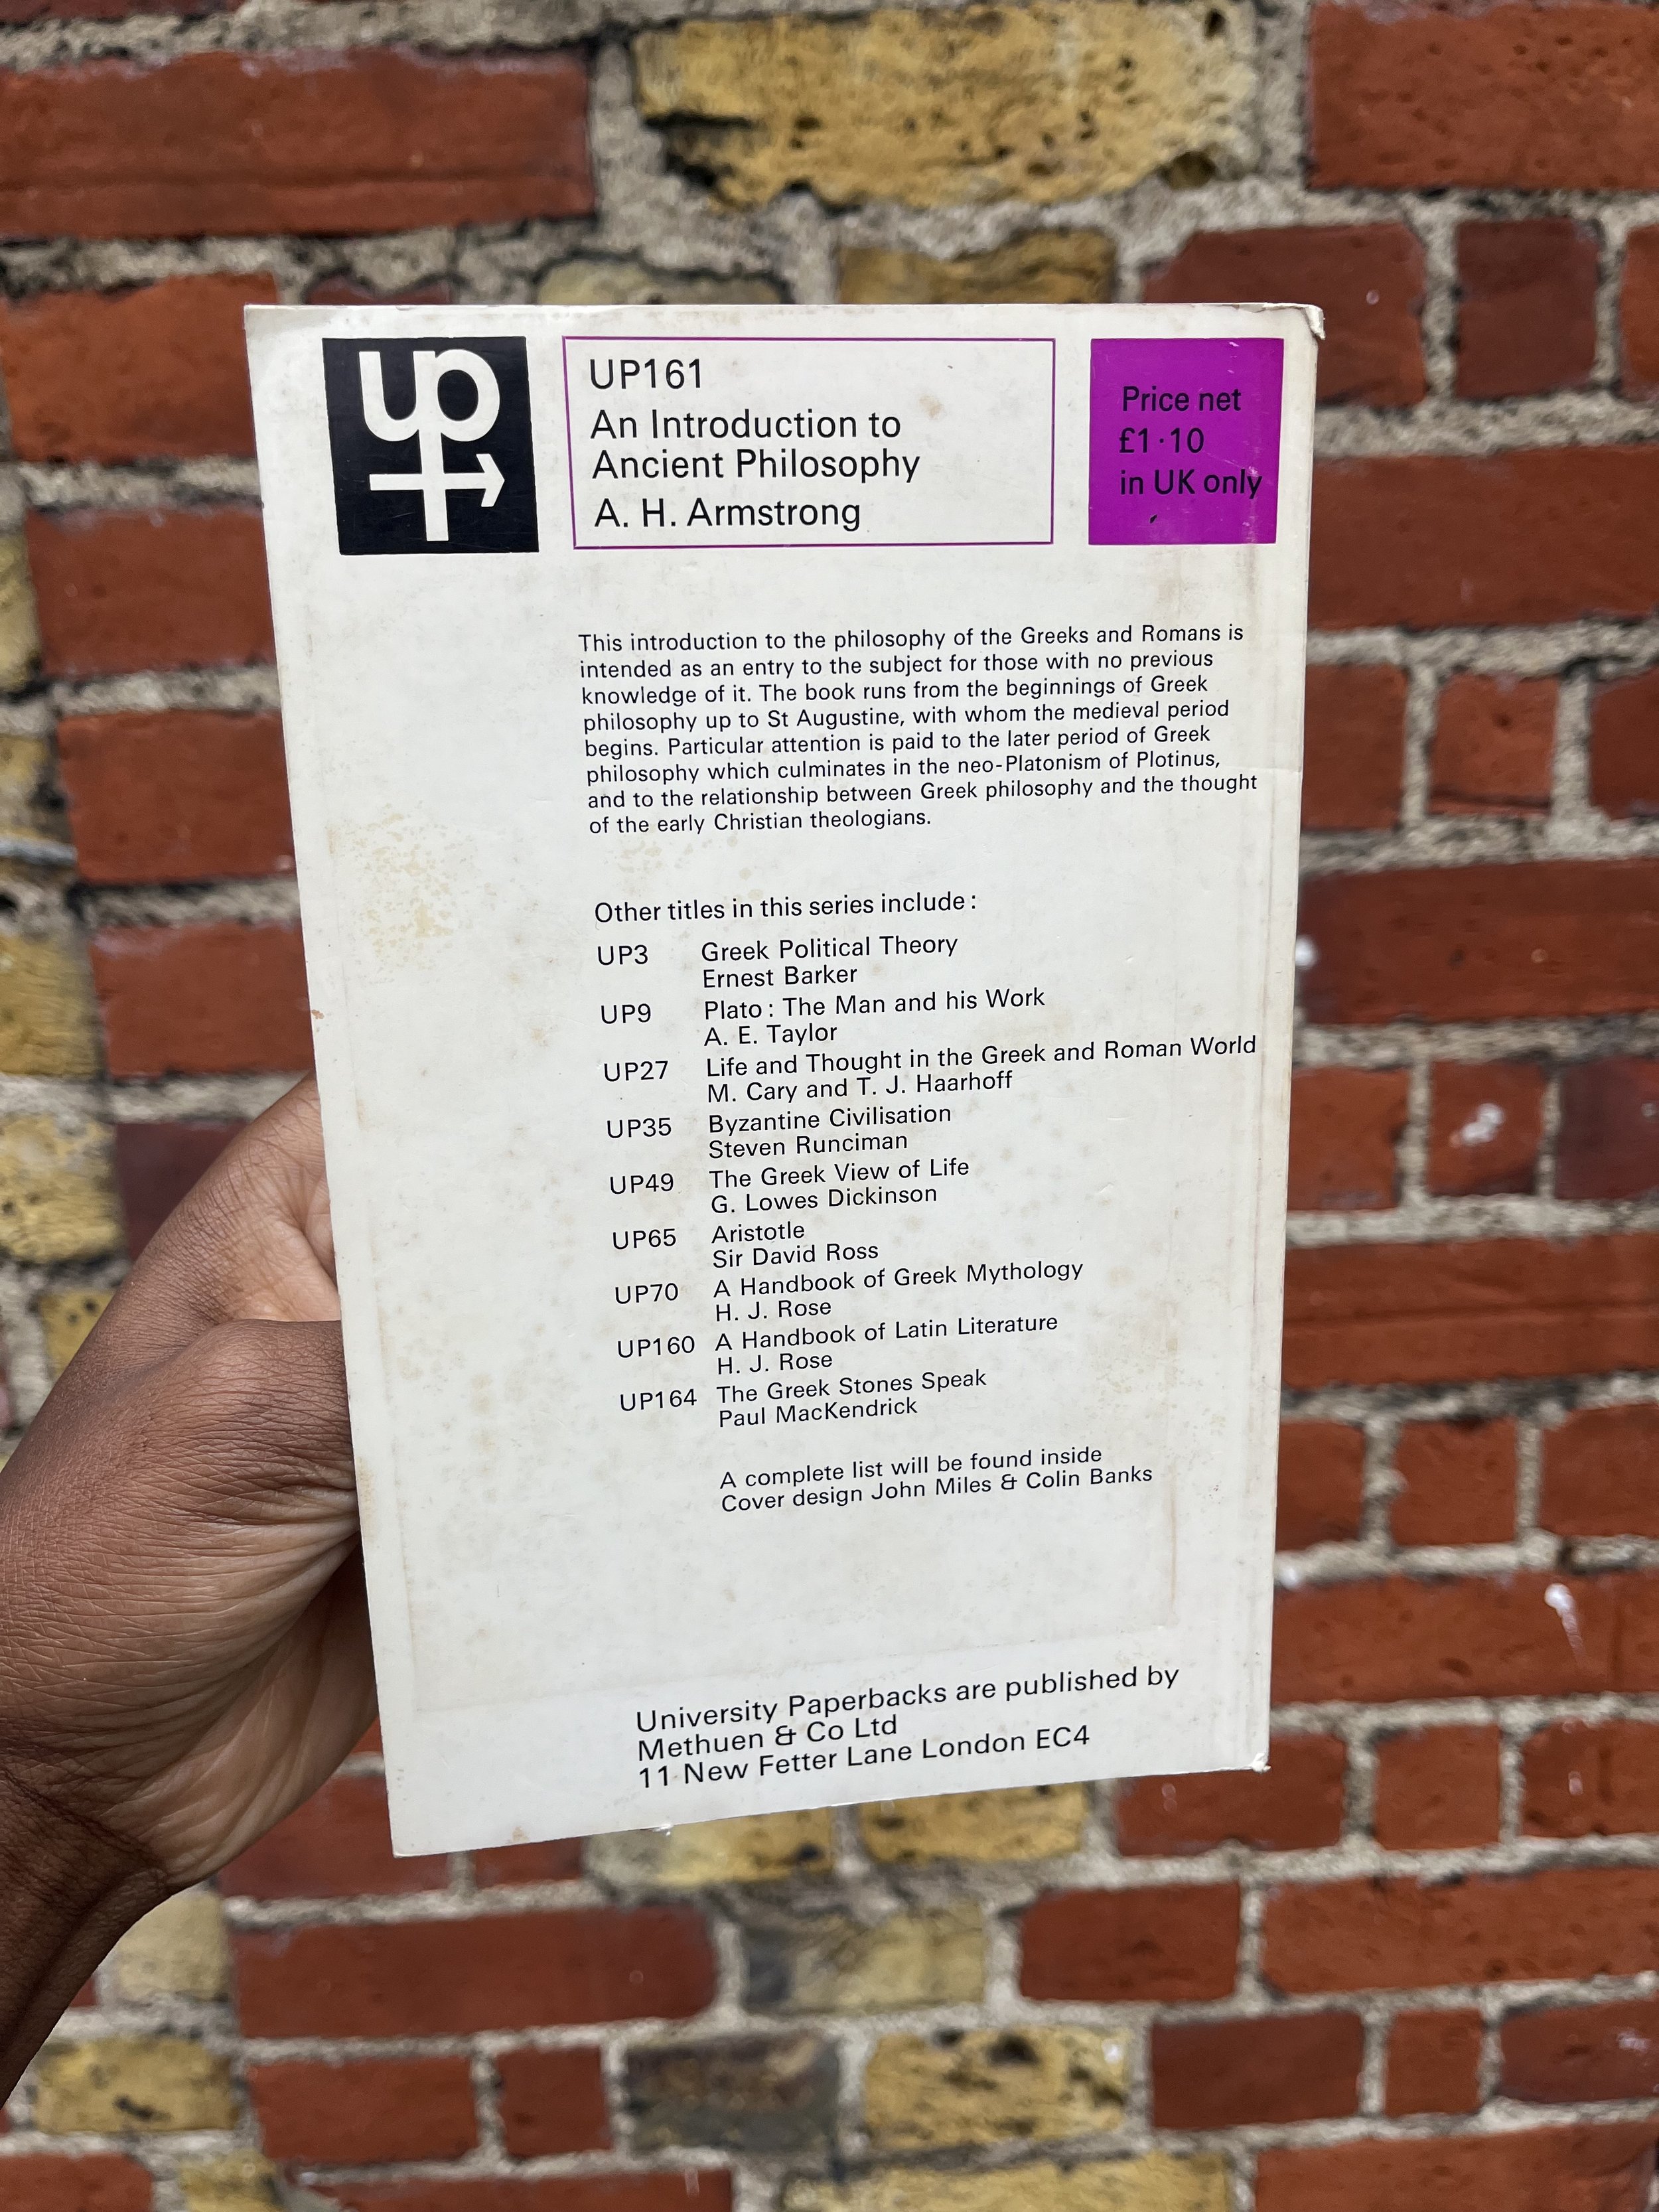 up
UP161
An Introduction to
Ancient Philosophy
A. H. Armstrong
Price net
£1·10
in UK only
This introduction to the philosophy of the Greeks and Romans is
intended as an entry to the subject for those with no previous
knowledge of it. The book runs from the beginnings of Greek
philosophy up to St Augustine, with whom the medieval period
begins. Particular attention is paid to the later period of Greek
philosophy which culminates in the neo-Platonism of Plotinus,
and to the relationship between Greek philosophy and the thought
of the early Christian theologians.
Other titles in this series include:
UP3 Greek Political Theory
Ernest Barker
UP9 Plato: The Man and his Work
A. E. Taylor
UP27 Life and Thought in the Greek and Roman World
M. Cary and T. J. Haarhoff
UP35 Byzantine Civilisation
Steven Runciman
UP49 The Greek View of Life
G. Lowes Dickinson
UP65 Aristotle
Sir David Ross
UP70 A Handbook of Greek Mythology
H. J. Rose
UP160 A Handbook of Latin Literature
H. J. Rose
UP164 The Greek Stones Speak
Paul MacKendrick
A complete list will be found inside
Cover design John Miles & Colin Banks
University Paperbacks are published by
Methuen & Co Ltd
11 New Fetter Lane London EC4